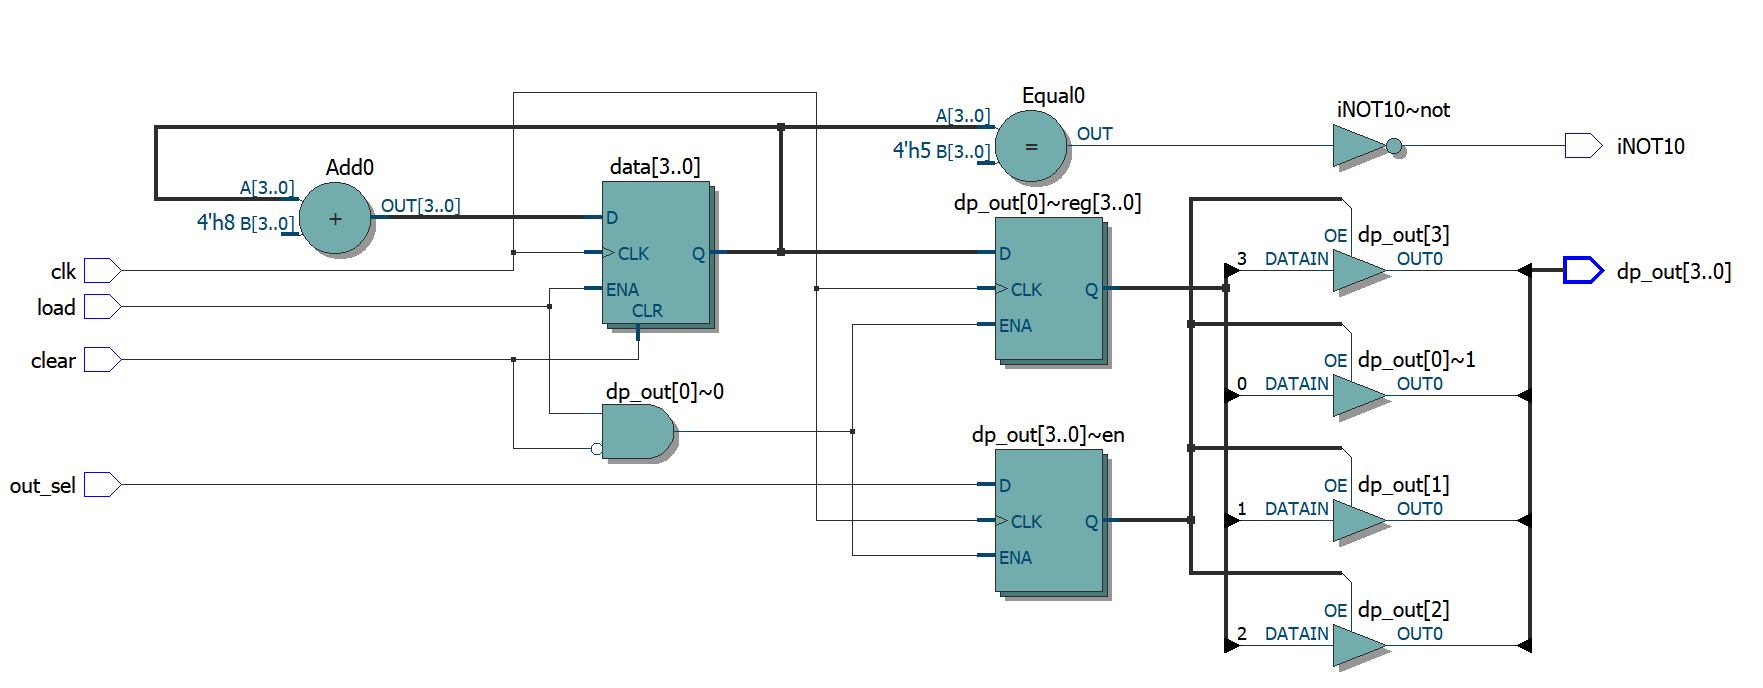 Equal0
iNOT10~not
A[3..0]
OUT
4'h5 B[3..0]
=
iNOT10
Add0
data[3..0]
A[3..0]
OUT[3..0]
4'h8 B[3..0]
+
D
CLK
Q
ENA
CLR
dp_out[0]~reg[3..0]
D
CLK
Q
ENA
clk
load
clear
dp_out[0]~0
out_sel
dp_out[3..0]~en
D
CLK
Q
ENA
OE dp_out[3]
3 DATAIN OUT0
dp_out[3..0]
OE dp_out[0]~1
0 DATAIN OUT0
OE dp_out[1]
1 DATAIN OUT0
OE dp_out[2]
2 DATAIN OUT0